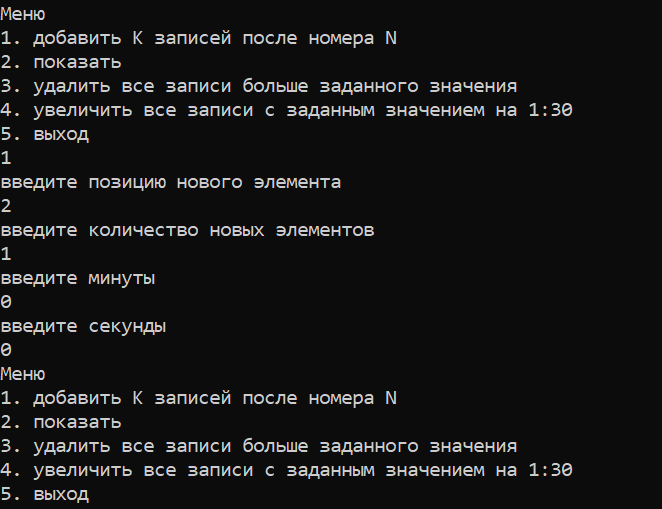 Меню
1. добавить K записей после номера N
2. показать
3. удалить все записи больше заданного значения
4. увеличить все записи с заданным значением на 1:30
5. выход
1
введите позицию нового элемента
2
введите количество новых элементов
1
введите минуты
0
введите секунды
0
Меню
1. добавить K записей после номера N
2. показать
3. удалить все записи больше заданного значения
4. увеличить все записи с заданным значением на 1:30
5. выход